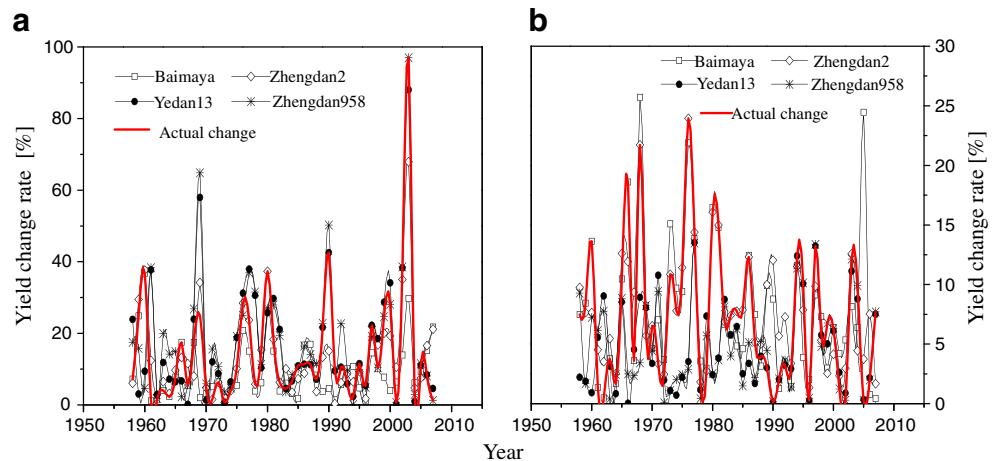 a
b
100
80
60
40
20
0
Yield change rate [%]
Baimaya
Zhengdan2
Yedan13
Zhengdan958
Actual change
1950 1960 1970 1980 1990 2000 2010
Baimaya
Zhengdan2
Yedan13
Zhengdan958
Actual change
30
25
20
15
10
5
0
Yield change rate [%]
1950 1960 1970 1980 1990 2000 2010
Year